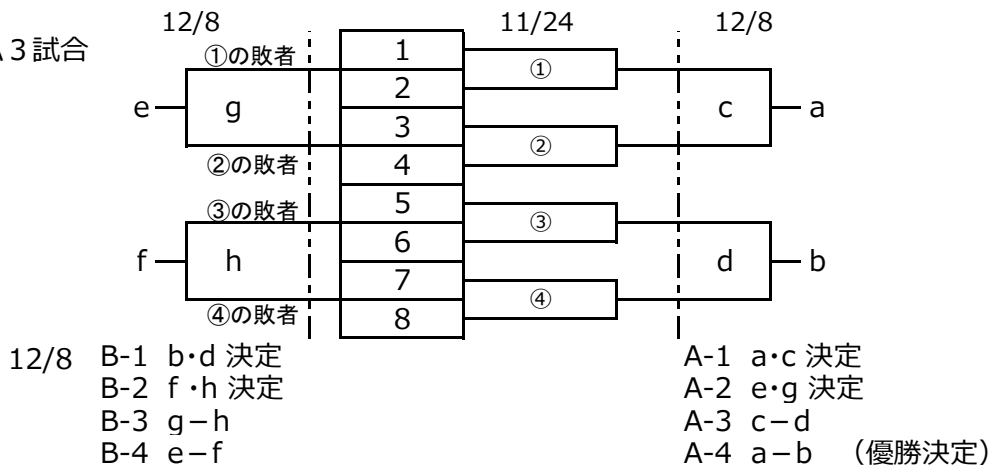 12/8 11/24 12/8
３試合
①の敗者 1 ①
2
e g c a
3 ②
②の敗者 4
③の敗者 5 ③
6
f h d b
7 ④
④の敗者 8
12/8 B-1 b・d 決定 A-1 a・c 決定
B-2 f・h 決定 A-2 e・g 決定
B-3 g－h A-3 c－d
B-4 e－f A-4 a－b （優勝決定）